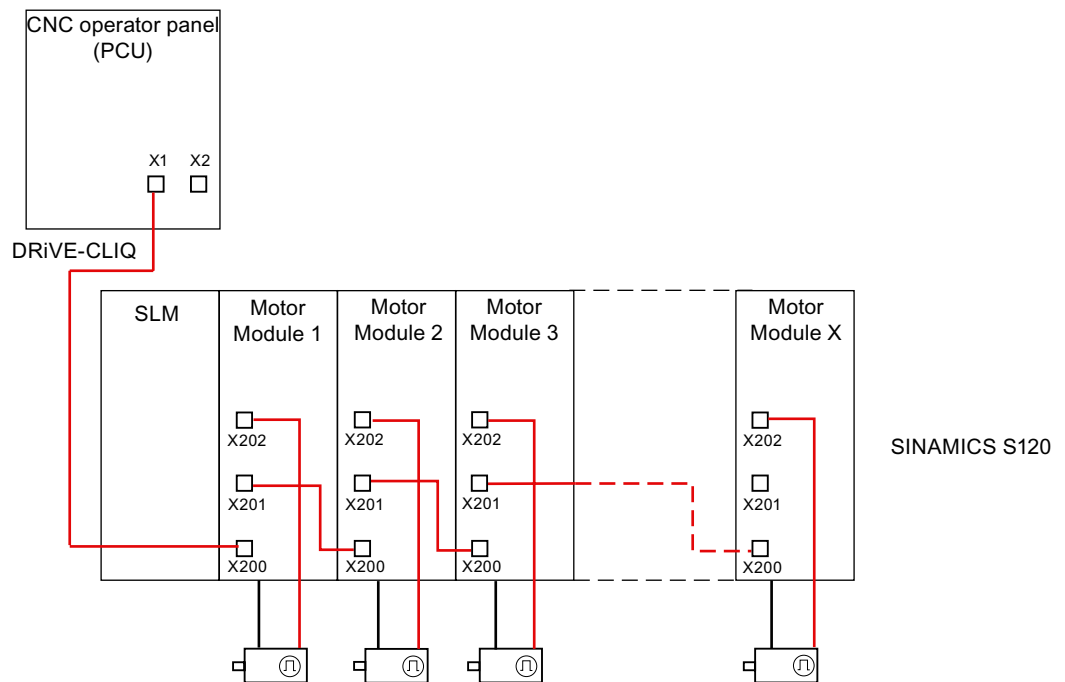 CNC operator panel
(PCU)
X1 X2
DRiVE-CLIQ
SLM
Motor
Module 1
Motor
Module 2
Motor
Module 3
Motor
Module X
X202 X202 X202 X202
SINAMICS S120
X201 X201 X201 X201
X200 X200 X200 X200